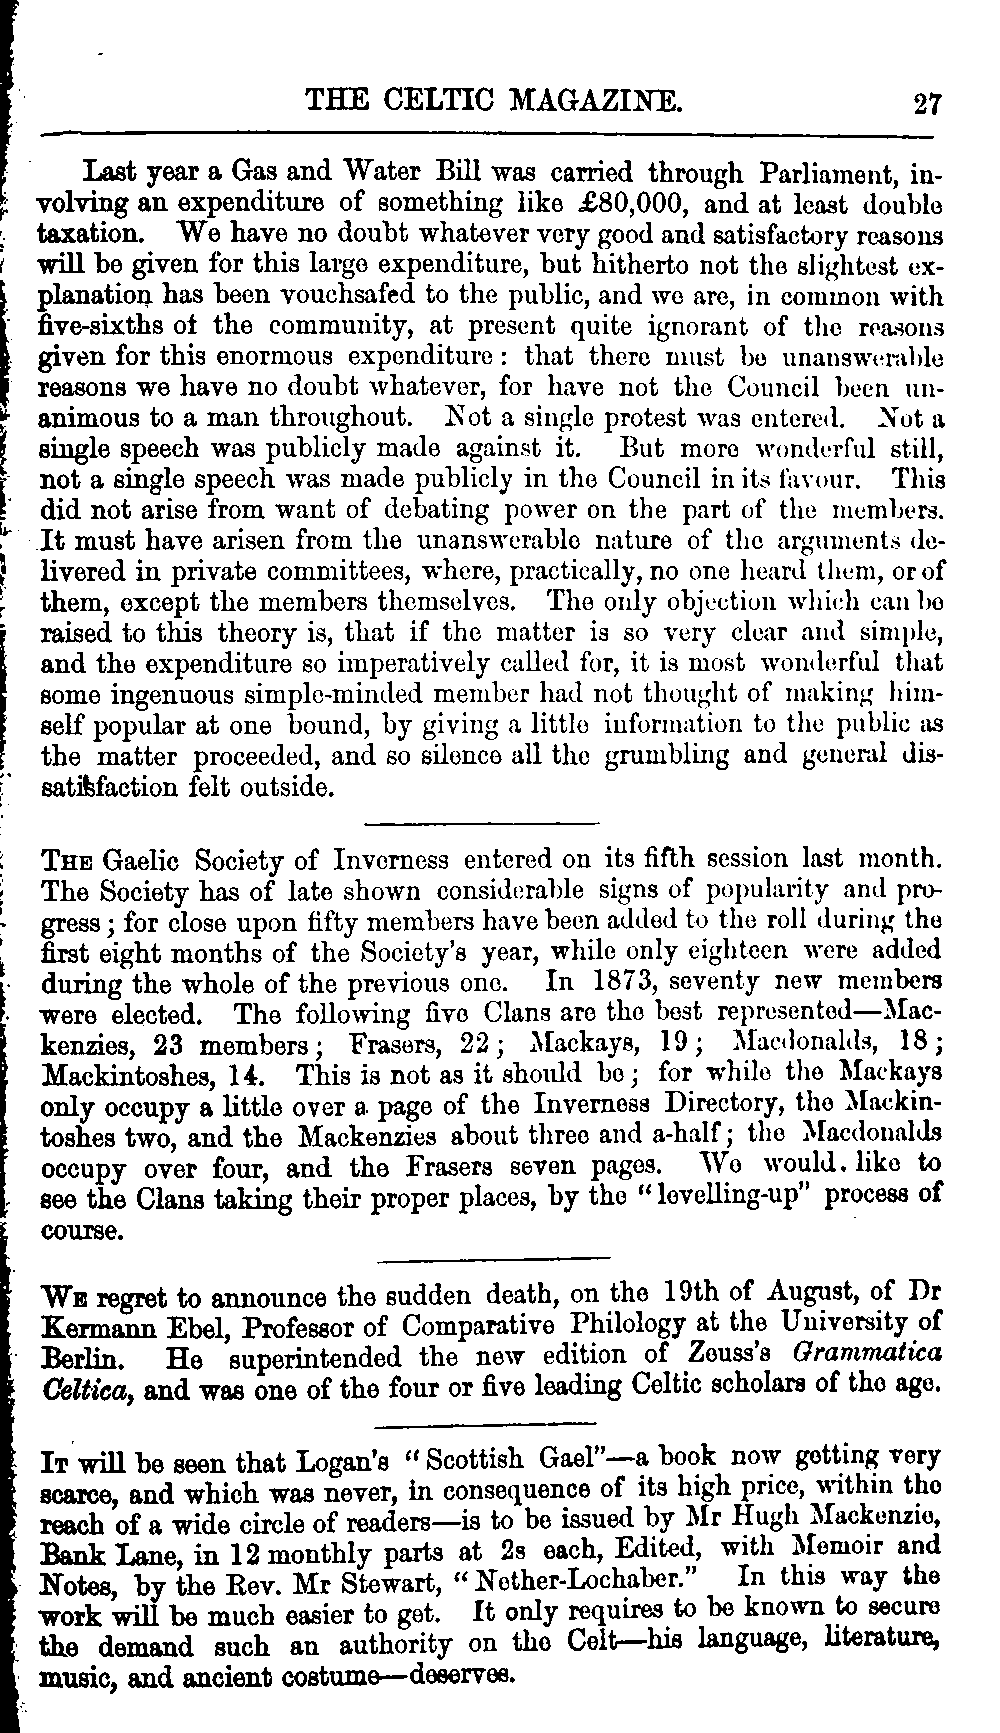 THE CELTIC MAGAZINE. 27
Last year a Gas and Water Bill was carried through Parliament, in-
volving an expenditure of something like £80,000, and at least double
taxation. We have no doubt whatever very good and satisfactory reasons
will be given for this large expenditure, but hitherto not the slightest ex-
planation has been vouchsafed to the public, and we are, in common with
five-sixths of the community, at present quite ignorant of the reasons
given for this enormous expenditure: that there must be unanswerable
reasons we have no doubt whatever, for have not the Council been un-
animous to a man throughout. Not a single protest was entered. Not a
single speech was publicly made against it. But more wonderful still,
not a single speech was made publicly in the Council in its favour. This
did not arise from want of debating power on the part of the members.
It must have arisen from the unanswerable nature of the arguments de-
livered in private committees, where, practically, no one heard them, or of
them, except the members themselves. The only objection which can be
raised to this theory is, that if the matter is so very clear and simple,
and the expenditure so imperatively called for, it is most wonderful that
some ingenuous simple-minded member had not thought of making him-
self popular at one bound, by giving a little information to the public as
the matter proceeded, and so silence all the grumbling and general dis-
satisfaction felt outside.
THE Gaelic Society of Inverness entered on its fifth session last month.
The Society has of late shown considerable signs of popularity and pro-
gress; for close upon fifty members have been added to the roll during the
first eight months of the Society's year, while only eighteen were added
during the whole of the previous one. In 1873, seventy new members
were elected. The following five Clans are the best represented—Mac-
kenzies, 23 members; Frasers, 22; Mackays, 19; Macdonalds, 18;
Mackintoshes, 14. This is not as it should be; for while the Mackays
only occupy a little over a page of the Inverness Directory, the Mackin-
toshes two, and the Mackenzies about three and a-half; the Macdonalds
occupy over four, and the Frasers seven pages. We would like to
see the Clans taking their proper places, by the "levelling-up" process of
course.
WE regret to announce the sudden death, on the 19th of August, of Dr
Kermann Ebel, Professor of Comparative Philology at the University of
Berlin. He superintended the new edition of Zeuss's Grammatica
Celtica, and was one of the four or five leading Celtic scholars of the age.
IT will be seen that Logan's "Scottish Gael"—a book now getting very
scarce, and which was never, in consequence of its high price, within the
reach of a wide circle of readers—is to be issued by Mr Hugh Mackenzie,
Bank Lane, in 12 monthly parts at 2s each, Edited, with Memoir and
Notes, by the Rev. Mr Stewart, "Nether-Lochaber." In this way the
work will be much easier to get. It only requires to be known to secure
the demand such an authority on the Celt—his language, literature,
music, and ancient costume—deserves.